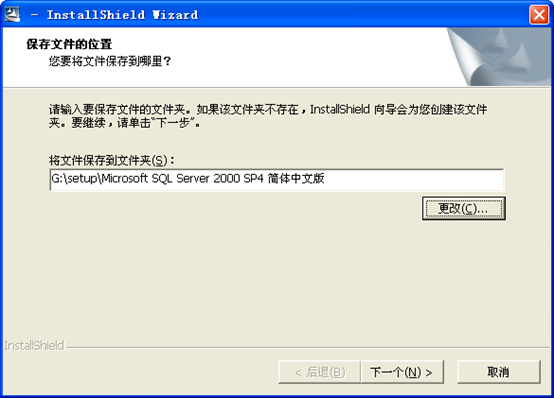 - InstallShield Wizard
保存文件的位置
您要将文件保存到哪里？
请输入要保存文件的文件夹。如果该文件夹不存在，InstallShield 向导会为您创建该文件
夹。要继续，请单击“下一步”。
将文件保存到文件夹(S)：
G:\setup\Microsoft SQL Server 2000 SP4 简体中文版
更改(C)...
InstallShield
< 后退(B) 下一个(N) > 取消